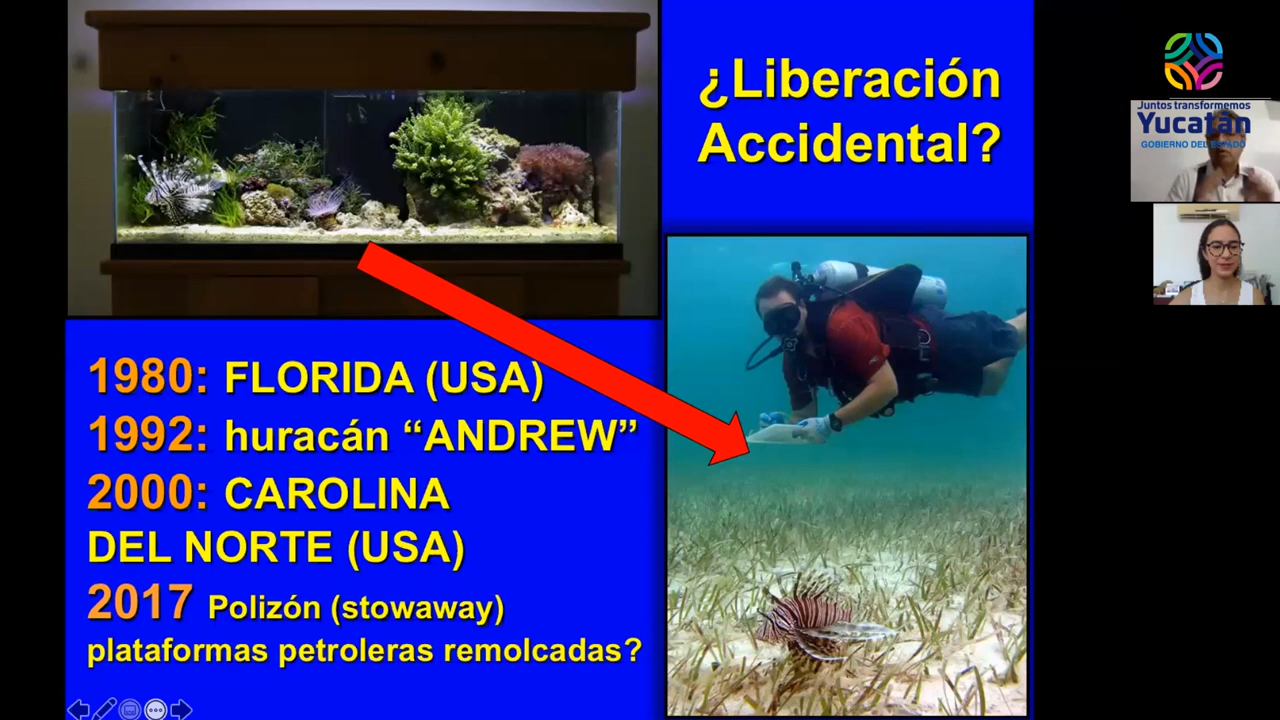 ¿Liberación
Accidental?
1980: FLORIDA (USA)
1992: huracán “ANDREW”
2000: CAROLINA
DEL NORTE (USA)
2017 Polizón (stowaway)
plataformas petroleras remolcadas?
Juntos transformemos
Yucatán
GOBIERNO DEL ESTADO